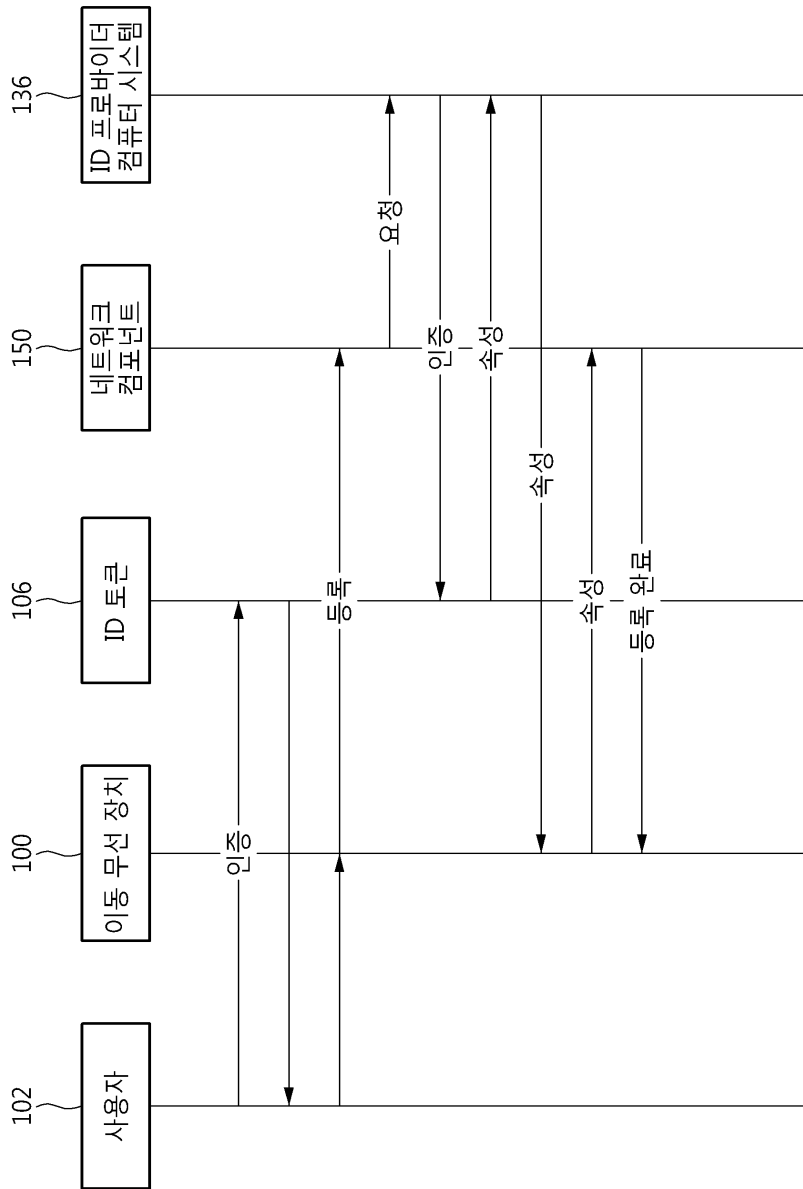 102
사용자
100
이동 무선 장치
106
ID 토큰
150
네트워크
컴포넌트
136
ID 프로바이더
컴퓨터 시스템
인증
등록
요청
인증
속성
속성
속성
등록 완료